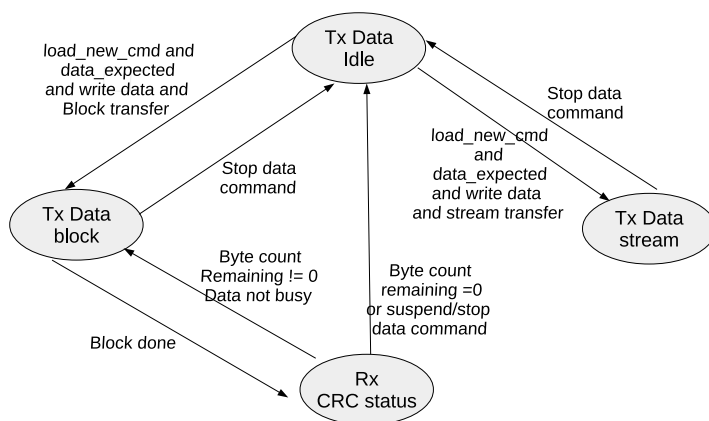 Tx Data
Idle
load_new_cmd and
data_expected
and write data and
Block transfer
Stop data
command
load_new_cmd
and
data_expected
and write data
and stream transfer
Stop data
command
Tx Data
block
Tx Data
stream
Byte count
Remaining != 0
Data not busy
Byte count
remaining =0
or suspend/stop
data command
Block done
Rx
CRC status